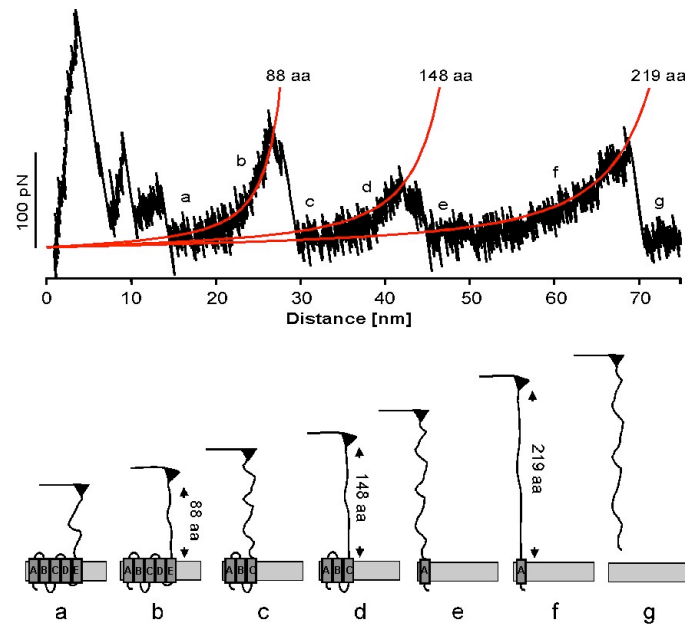 88 aa 148 aa 219 aa
100 pN
a b c d e f g
0 10 20 30 40 50 60 70
Distance [nm]
88 aa
148 aa
219 aa
A B C D E A B C D E A B C A B C A A
a b c d e f g